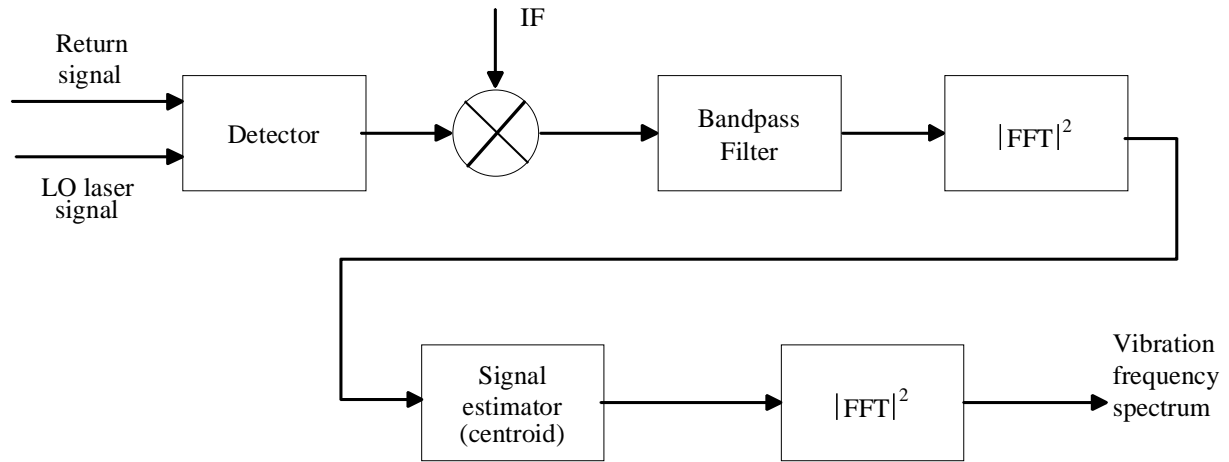 IF
Return
signal
Detector
LO laser
signal
Bandpass
Filter
|FFT|²
Signal
estimator
(centroid)
|FFT|²
Vibration
frequency
spectrum